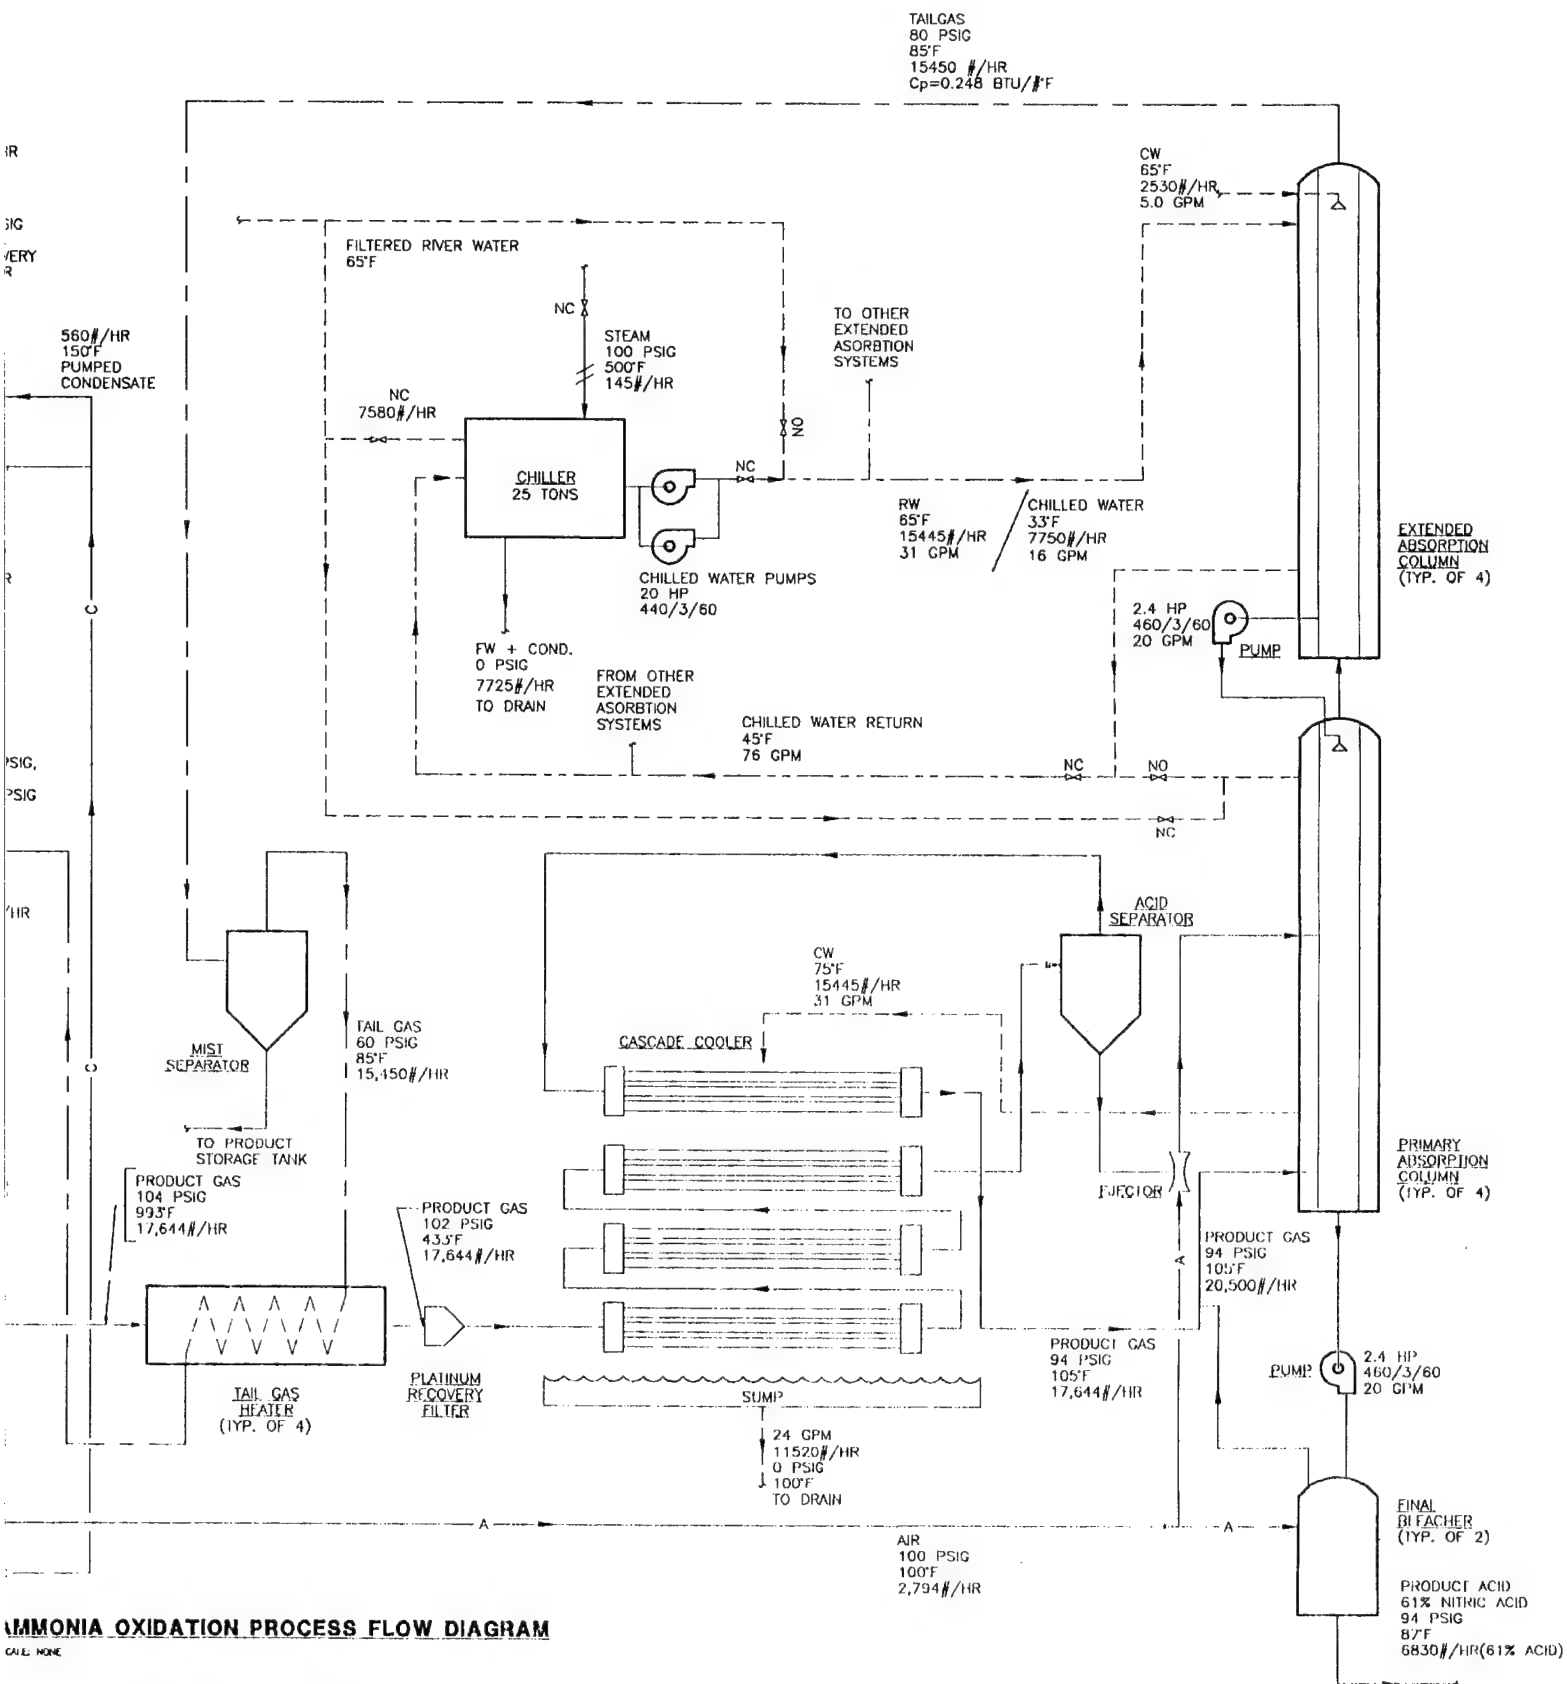 TAILGAS
80 PSIG
85°F
15450 #/HR
Cp=0.248 BTU/#°F
IR
SIG
VERY
R
560#/HR
150°F
PUMPED
CONDENSATE
FILTERED RIVER WATER
65°F
NC
STEAM
100 PSIG
500°F
145#/HR
NC
7580#/HR
CHILLER
25 TONS
NO
NC
TO OTHER
EXTENDED
ASORBTION
SYSTEMS
CW
65°F
2530#/HR
5.0 GPM
RW
65°F
15445#/HR
31 GPM
CHILLED WATER
33°F
7750#/HR
16 GPM
EXTENDED
ABSORPTION
COLUMN
(TYP. OF 4)
CHILLED WATER PUMPS
20 HP
440/3/60
2.4 HP
460/3/60
20 GPM
PUMP
R
C
FW + COND.
0 PSIG
7725#/HR
TO DRAIN
FROM OTHER
EXTENDED
ASORBTION
SYSTEMS
CHILLED WATER RETURN
45°F
76 GPM
NC
NO
NC
PSIG,
PSIG
/HR
ACID
SEPARATOR
CW
75°F
15445#/HR
31 GPM
CASCADE COOLER
MIST
SEPARATOR
TAIL GAS
60 PSIG
85°F
15,450#/HR
C
TO PRODUCT
STORAGE TANK
PRODUCT GAS
104 PSIG
993°F
17,644#/HR
PRODUCT GAS
102 PSIG
435°F
17,644#/HR
EJECTOR
PRIMARY
ABSORPTION
COLUMN
(TYP. OF 4)
PRODUCT GAS
94 PSIG
105°F
20,500#/HR
A
PRODUCT GAS
94 PSIG
105°F
17,644#/HR
PUMP
2.4 HP
460/3/60
20 GPM
TAIL GAS
HEATER
(TYP. OF 4)
PLATINUM
RECOVERY
FILTER
SUMP
24 GPM
11520#/HR
0 PSIG
100°F
TO DRAIN
A
A
AIR
100 PSIG
100°F
2,794#/HR
FINAL
BLEACHER
(TYP. OF 2)
PRODUCT ACID
61% NITRIC ACID
94 PSIG
87°F
6830#/HR(61% ACID)
AMMONIA OXIDATION PROCESS FLOW DIAGRAM
SCALE: NONE